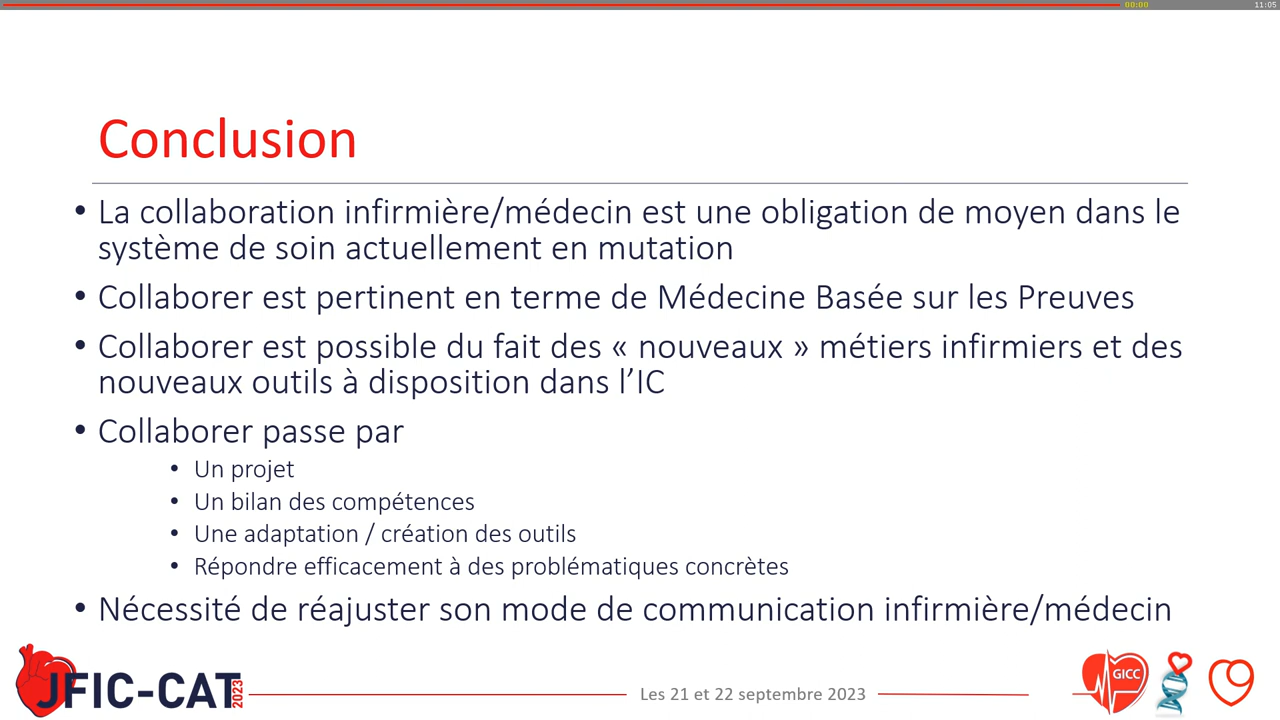 00:00
11:05
Conclusion
• La collaboration infirmière/médecin est une obligation de moyen dans le
système de soin actuellement en mutation
• Collaborer est pertinent en terme de Médecine Basée sur les Preuves
• Collaborer est possible du fait des « nouveaux » métiers infirmiers et des
nouveaux outils à disposition dans l’IC
• Collaborer passe par
• Un projet
• Un bilan des compétences
• Une adaptation / création des outils
• Répondre efficacement à des problématiques concrètes
• Nécessité de réajuster son mode de communication infirmière/médecin
JFIC-CAT 2023
Les 21 et 22 septembre 2023
GICC